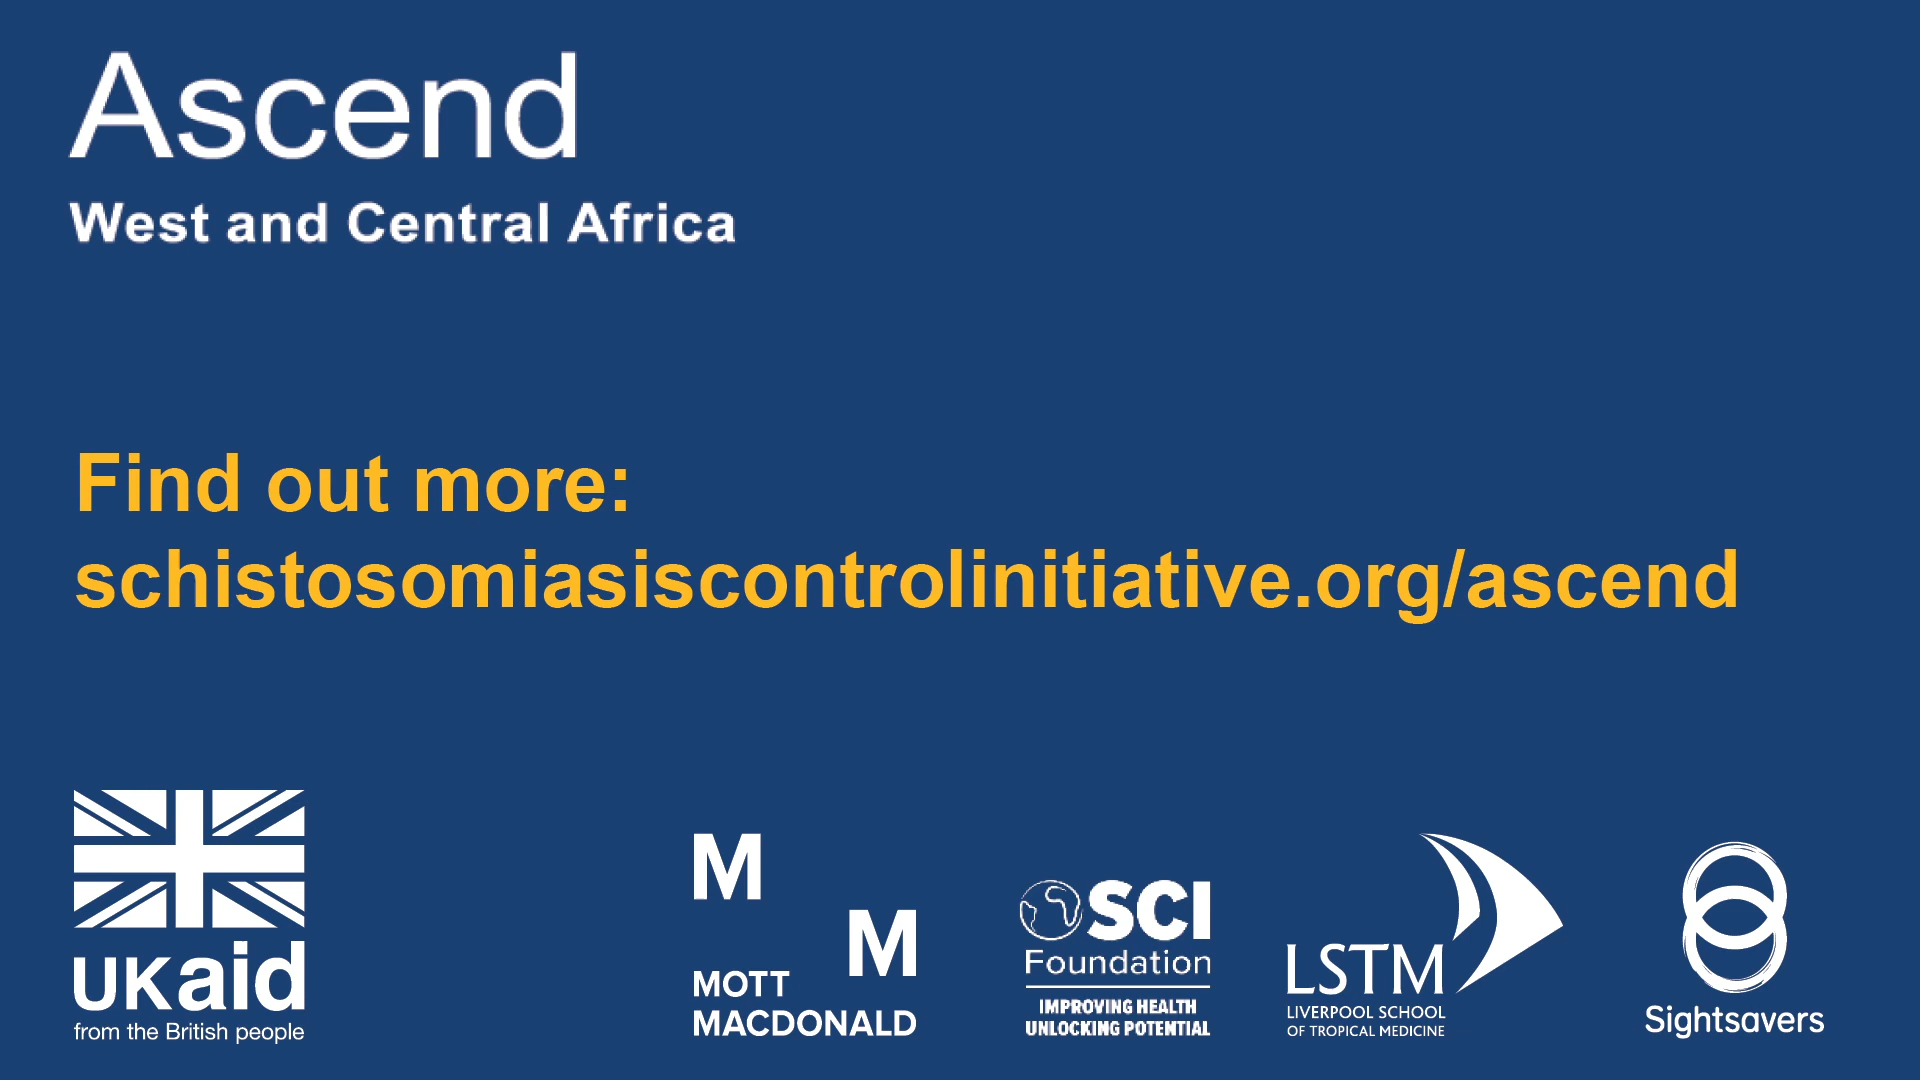 Ascend
West and Central Africa
Find out more:
schistosomiasiscontrolinitiative.org/ascend
UKaid
from the British people
M
M
MOTT
MACDONALD
SCI
Foundation
IMPROVING HEALTH
UNLOCKING POTENTIAL
LSTM
LIVERPOOL SCHOOL
OF TROPICAL MEDICINE
Sightsavers